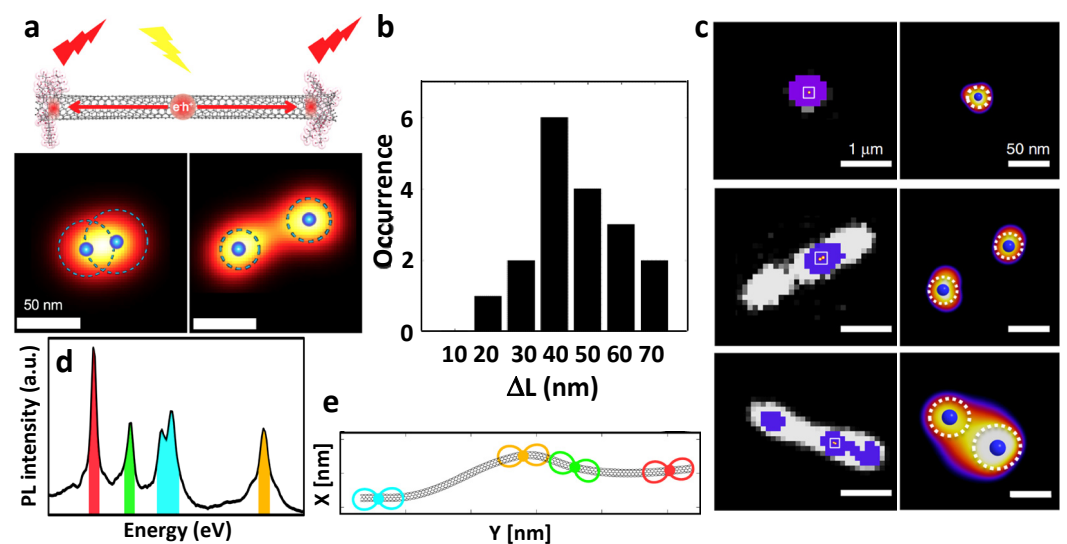 a
e-h+
50 nm
b
Occurrence
6
4
2
0
10 20 30 40 50 60 70
ΔL (nm)
c
1 μm
50 nm
d
PL intensity (a.u.)
Energy (eV)
e
X [nm]
Y [nm]